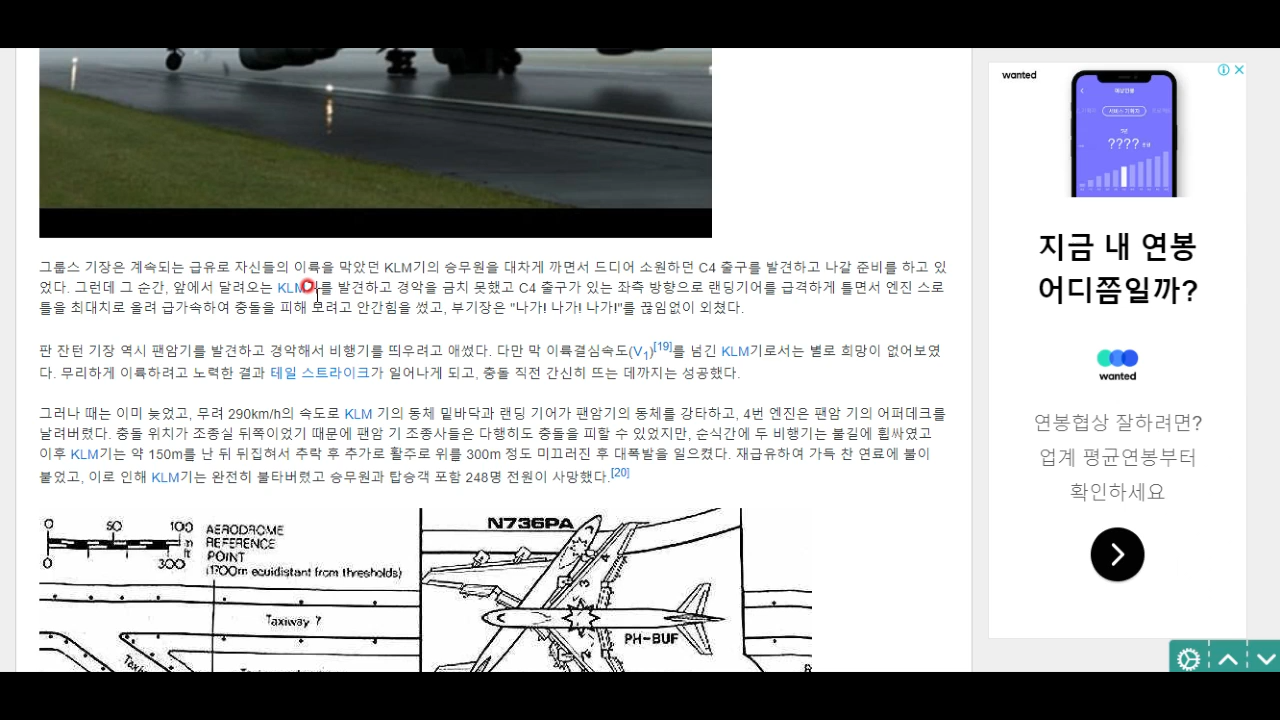 그룹스 기장은 계속되는 급유로 자신들의 이륙을 막았던 KLM기의 승무원을 대차게 까면서 드디어 소원하던 C4 출구를 발견하고 나갈 준비를 하고 있
었다. 그런데 그 순간, 앞에서 달려오는 KLM기를 발견하고 경악을 금치 못했고 C4 출구가 있는 좌측 방향으로 랜딩기어를 급격하게 틀면서 엔진 스로
틀을 최대치로 올려 급가속하여 충돌을 피해 보려고 안간힘을 썼고, 부기장은 "나가! 나가! 나가!"를 끊임없이 외쳤다.
판 잔턴 기장 역시 팬암기를 발견하고 경악해서 비행기를 띄우려고 애썼다. 다만 막 이륙결심속도(V1)[19]를 넘긴 KLM기로서는 별로 희망이 없어보였
다. 무리하게 이륙하려고 노력한 결과 테일 스트라이크가 일어나게 되고, 충돌 직전 간신히 뜨는 데까지는 성공했다.
그러나 때는 이미 늦었고, 무려 290km/h의 속도로 KLM 기의 동체 밑바닥과 랜딩 기어가 팬암기의 동체를 강타하고, 4번 엔진은 팬암 기의 어퍼데크를
날려버렸다. 충돌 위치가 조종실 뒤쪽이었기 때문에 팬암 기 조종사들은 다행히도 충돌을 피할 수 있었지만, 순식간에 두 비행기는 불길에 휩싸였고
이후 KLM기는 약 150m를 난 뒤 뒤집혀서 추락 후 추가로 활주로 위를 300m 정도 미끄러진 후 대폭발을 일으켰다. 재급유하여 가득 찬 연료에 불이
붙었고, 이로 인해 KLM기는 완전히 불타버렸고 승무원과 탑승객 포함 248명 전원이 사망했다.[20]
0 50 100 m
0 300 ft
AERODROME
REFERENCE
POINT
(1700m equidistant from thresholds)
Taxiway 7
N736PA
3
4
PH-BUF
wanted
????
지금 내 연봉
어디쯤일까?
wanted
연봉협상 잘하려면?
업계 평균연봉부터
확인하세요